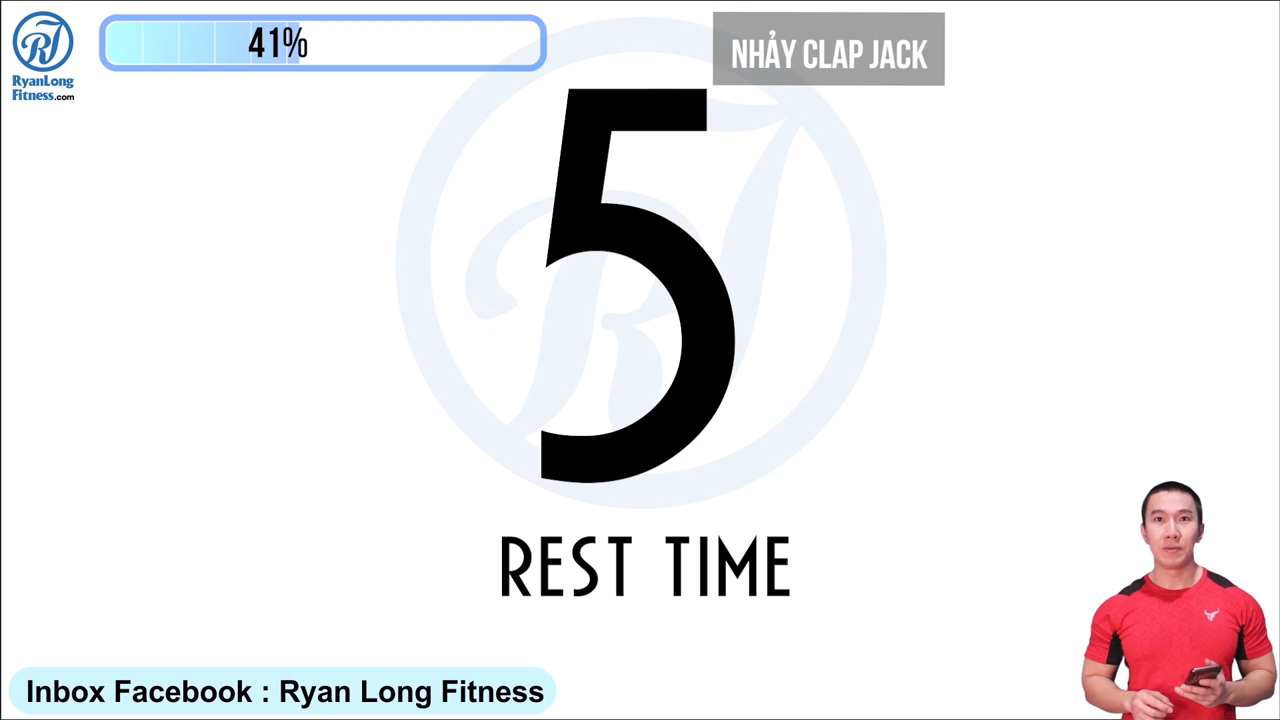 RyanLong
Fitness.com
41%
NHẢY CLAP JACK
5
REST TIME
Inbox Facebook : Ryan Long Fitness